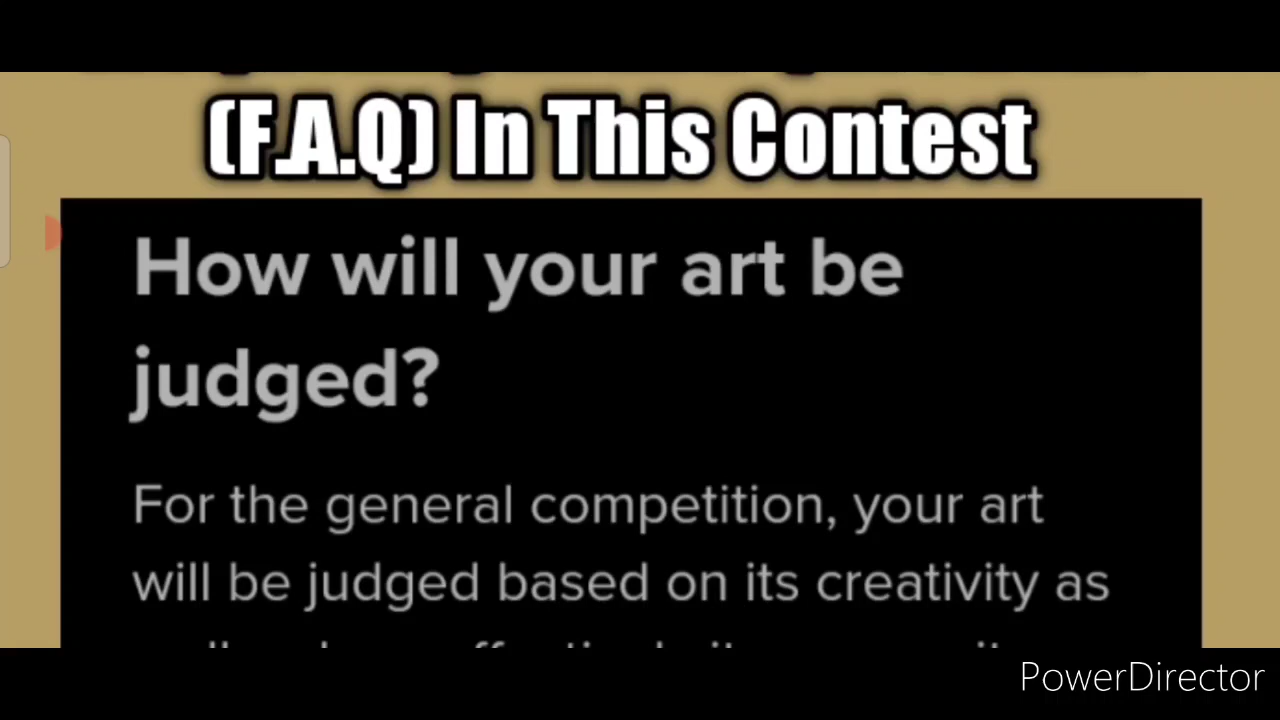 (F.A.Q) In This Contest
How will your art be
judged?
For the general competition, your art
will be judged based on its creativity as
PowerDirector